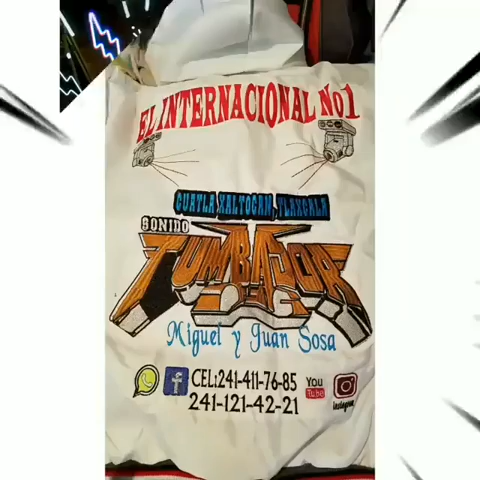 EL INTERNACIONAL No1
CUATLA XALTOCAN, TLAXCALA
SONIDO
TUMBADOR
Miguel y Juan Sosa
CEL:241-411-76-85
You
Tube
241-121-42-21
instagram